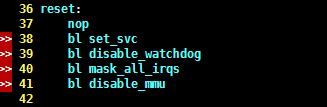 36 reset:
37 nop
>> 38 bl set_svc
>> 39 bl disable_watchdog
>> 40 bl mask_all_irqs
>> 41 bl disable_mmu
42